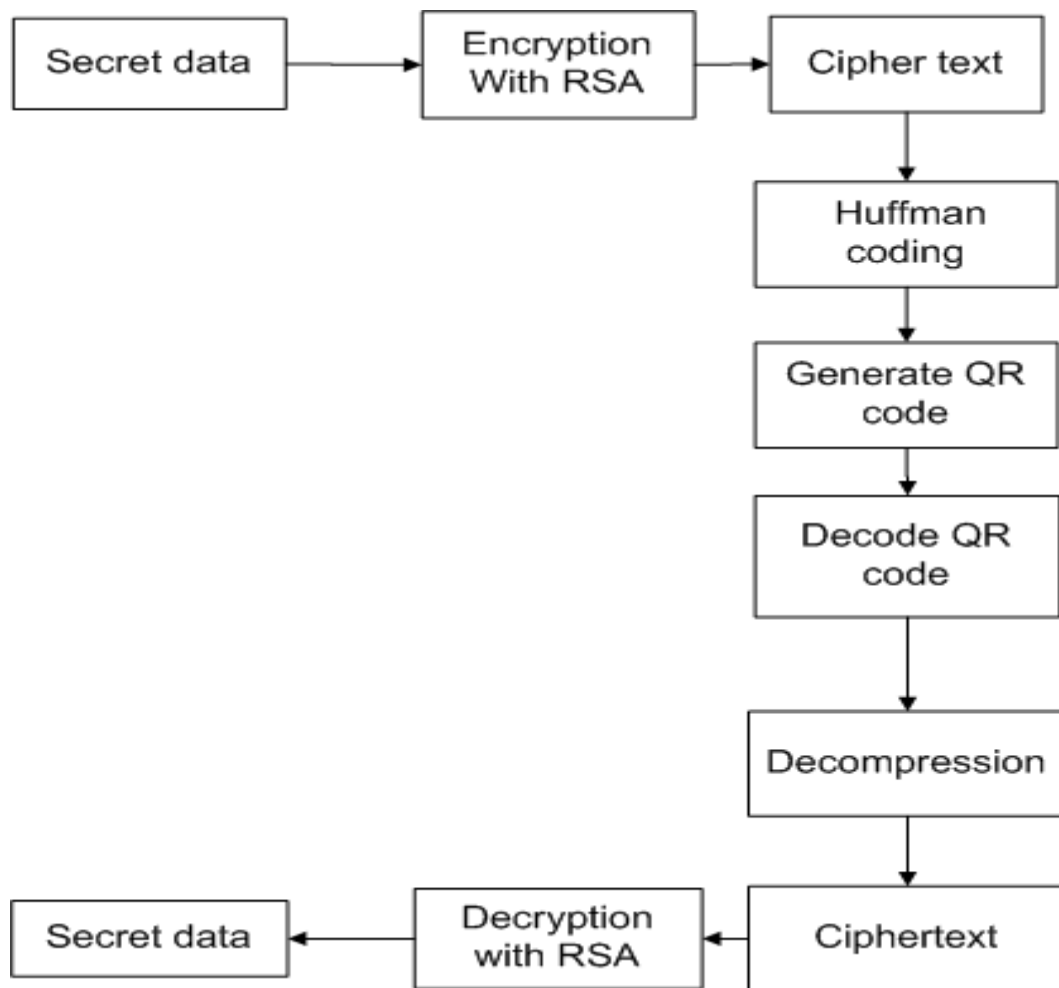 Secret data
Encryption
With RSA
Cipher text
Huffman
coding
Generate QR
code
Decode QR
code
Decompression
Ciphertext
Decryption
with RSA
Secret data